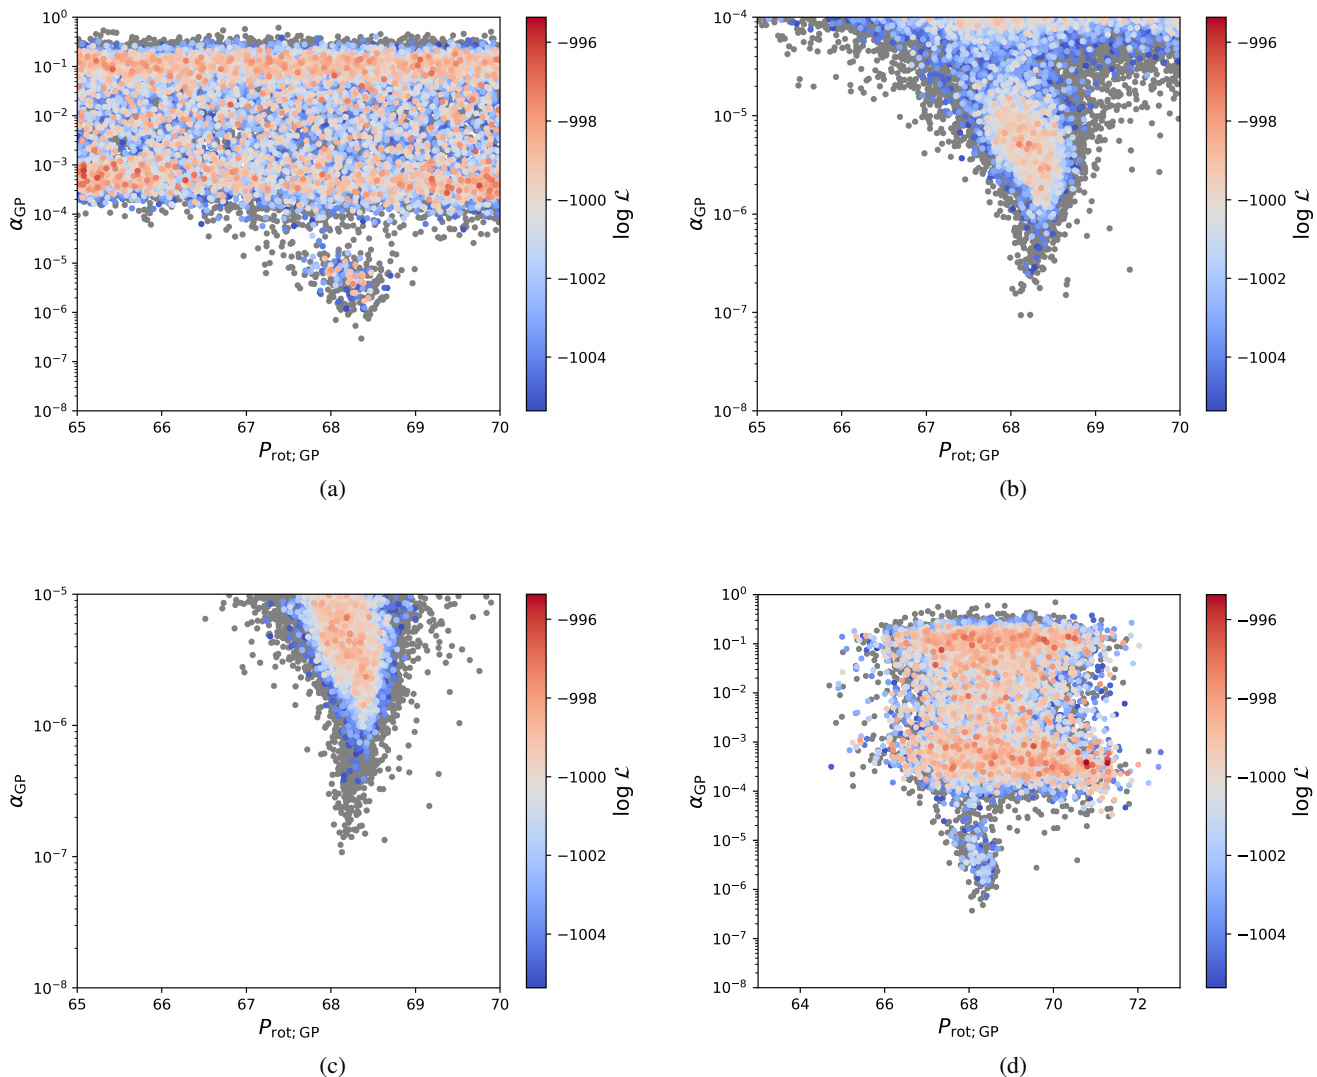 10⁰
10⁻¹
10⁻²
10⁻³
10⁻⁴
10⁻⁵
10⁻⁶
10⁻⁷
10⁻⁸
α_GP
65 66 67 68 69 70
P_rot; GP
−996
−998
−1000
−1002
−1004
log ℒ
(a)
10⁻⁴
10⁻⁵
10⁻⁶
10⁻⁷
10⁻⁸
α_GP
65 66 67 68 69 70
P_rot; GP
−996
−998
−1000
−1002
−1004
log ℒ
(b)
10⁻⁵
10⁻⁶
10⁻⁷
10⁻⁸
α_GP
65 66 67 68 69 70
P_rot; GP
−996
−998
−1000
−1002
−1004
log ℒ
(c)
10⁰
10⁻¹
10⁻²
10⁻³
10⁻⁴
10⁻⁵
10⁻⁶
10⁻⁷
10⁻⁸
α_GP
64 66 68 70 72
P_rot; GP
−996
−998
−1000
−1002
−1004
log ℒ
(d)